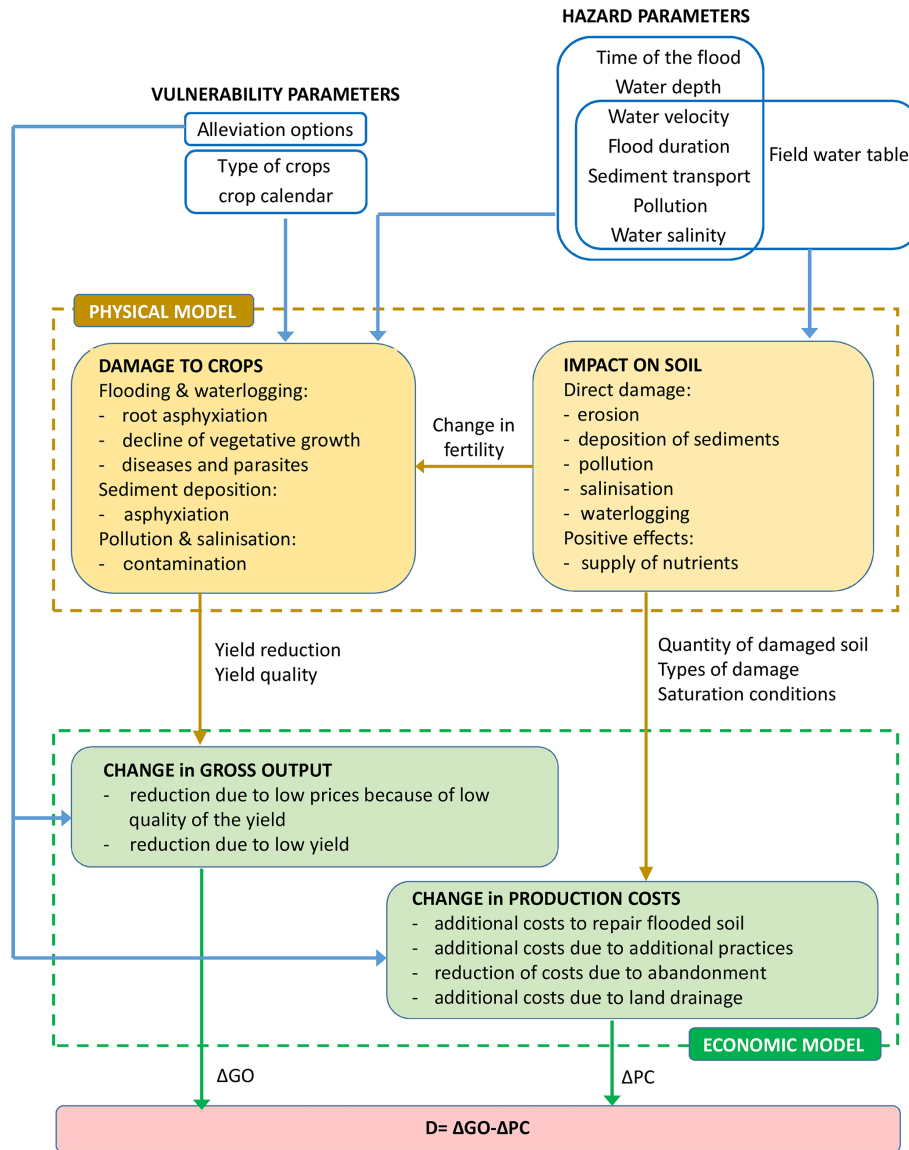 HAZARD PARAMETERS
Time of the flood
Water depth
Water velocity
Flood duration
Sediment transport
Pollution
Water salinity
Field water table
VULNERABILITY PARAMETERS
Alleviation options
Type of crops
crop calendar
PHYSICAL MODEL
DAMAGE TO CROPS
Flooding & waterlogging:
- root asphyxiation
- decline of vegetative growth
- diseases and parasites
Sediment deposition:
- asphyxiation
Pollution & salinisation:
- contamination
Change in
fertility
IMPACT ON SOIL
Direct damage:
- erosion
- deposition of sediments
- pollution
- salinisation
- waterlogging
Positive effects:
- supply of nutrients
Yield reduction
Yield quality
Quantity of damaged soil
Types of damage
Saturation conditions
CHANGE in GROSS OUTPUT
- reduction due to low prices because of low
quality of the yield
- reduction due to low yield
CHANGE in PRODUCTION COSTS
- additional costs to repair flooded soil
- additional costs due to additional practices
- reduction of costs due to abandonment
- additional costs due to land drainage
ECONOMIC MODEL
ΔGO
ΔPC
D= ΔGO-ΔPC